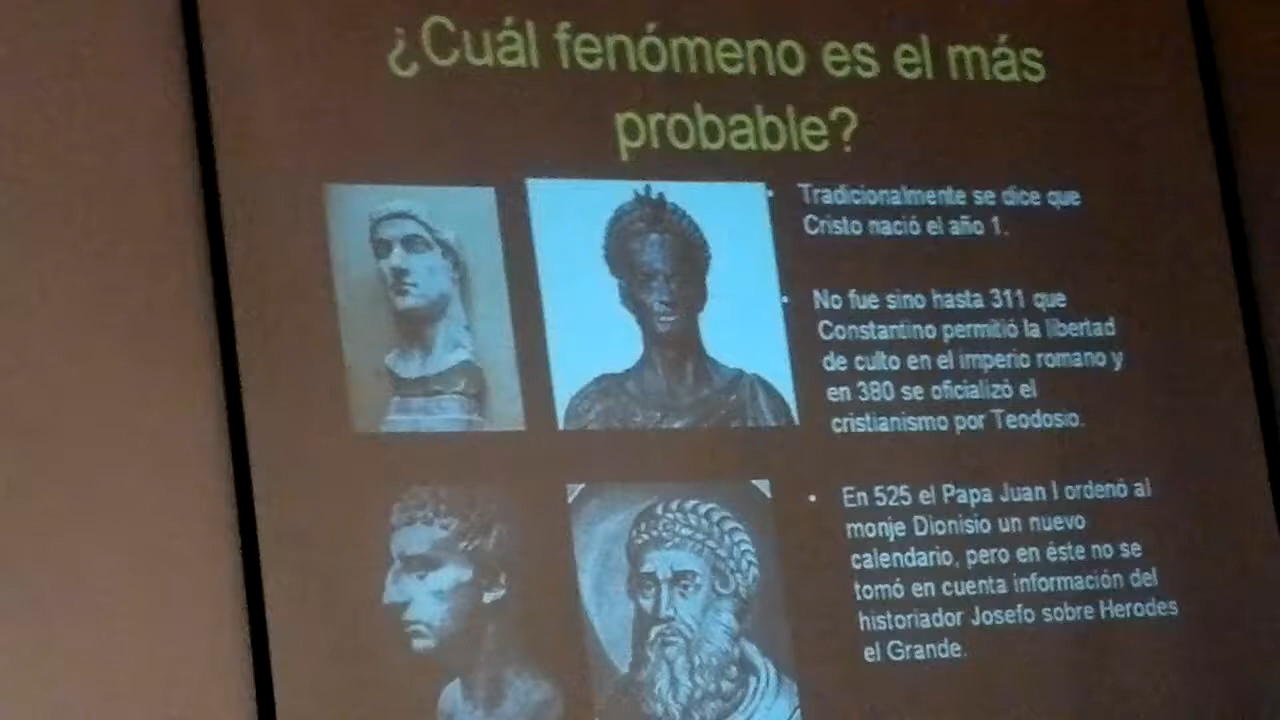 ¿Cuál fenómeno es el más
probable?
• Tradicionalmente se dice que
Cristo nació el año 1.
• No fue sino hasta 311 que
Constantino permitió la libertad
de culto en el imperio romano y
en 380 se oficializó el
cristianismo por Teodosio.
• En 525 el Papa Juan I ordenó al
monje Dionisio un nuevo
calendario, pero en éste no se
tomó en cuenta información del
historiador Josefo sobre Herodes
el Grande.